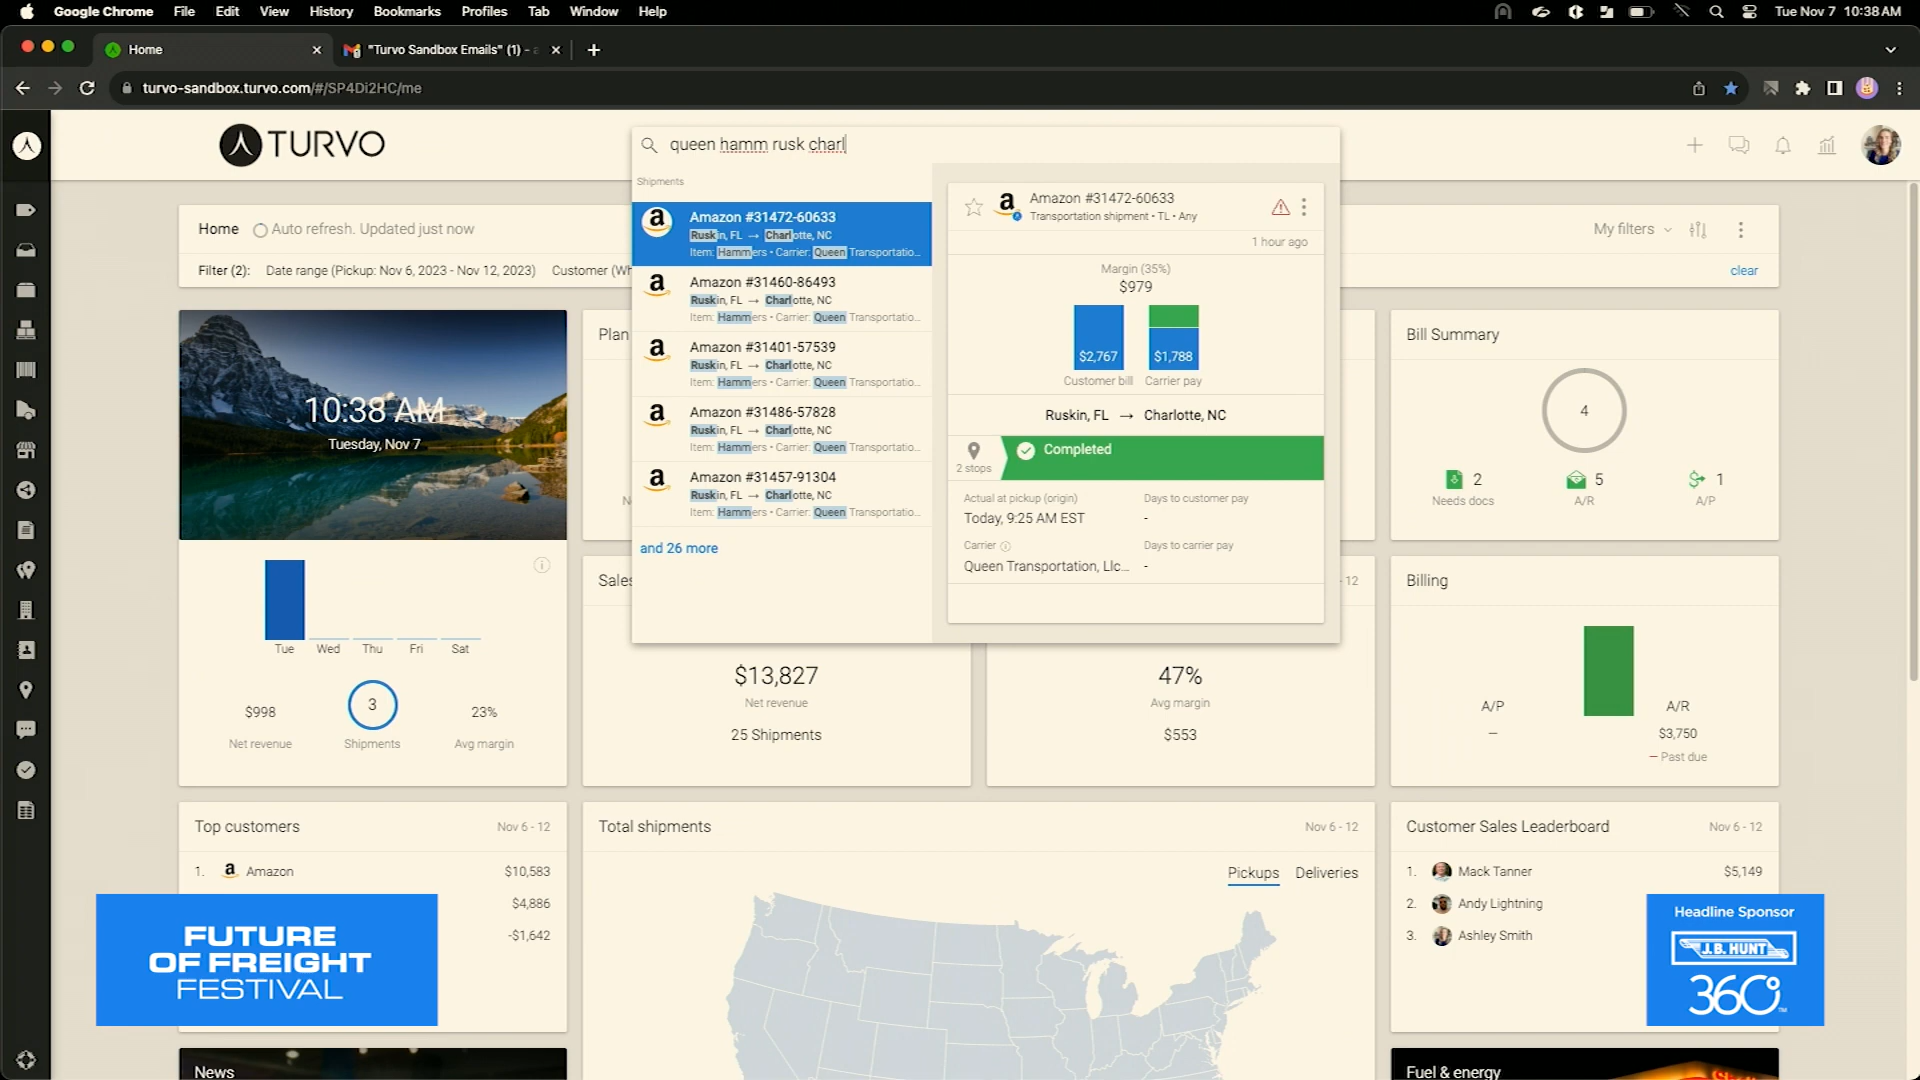 Google Chrome File Edit View History Bookmarks Profiles Tab Window Help Tue Nov 7 10:38 AM
Home "Turvo Sandbox Emails" (1) -
turvo-sandbox.turvo.com/#/SP4Di2HC/me
TURVO
queen hamm rusk charl
Shipments
Amazon #31472-60633
Ruskin, FL → Charlotte, NC
Item: Hammers • Carrier: Queen Transportatio...
Amazon #31460-86493
Ruskin, FL → Charlotte, NC
Item: Hammers • Carrier: Queen Transportatio...
Amazon #31401-57539
Ruskin, FL → Charlotte, NC
Item: Hammers • Carrier: Queen Transportatio...
Amazon #31486-57828
Ruskin, FL → Charlotte, NC
Item: Hammers • Carrier: Queen Transportatio...
Amazon #31457-91304
Ruskin, FL → Charlotte, NC
Item: Hammers • Carrier: Queen Transportatio...
and 26 more
Amazon #31472-60633
Transportation shipment • TL • Any
1 hour ago
Margin (35%)
$979
$2,767 $1,788
Customer bill Carrier pay
Ruskin, FL → Charlotte, NC
2 stops Completed
Actual at pickup (origin) Days to customer pay
Today, 9:25 AM EST -
Carrier Days to carrier pay
Queen Transportation, Llc... -
Home Auto refresh. Updated just now
My filters
Filter (2): Date range (Pickup: Nov 6, 2023 - Nov 12, 2023) Customer (Wh
clear
10:38 AM
Tuesday, Nov 7
Tue Wed Thu Fri Sat
$998 3 23%
Net revenue Shipments Avg margin
Plan
N
Bill Summary
4
2 5 1
Needs docs A/R A/P
Sales
12
$13,827
Net revenue
25 Shipments
47%
Avg margin
$553
Billing
A/P A/R
– $3,750
– Past due
Top customers Nov 6 - 12
1. Amazon $10,583
$4,886
-$1,642
Total shipments Nov 6 - 12
Pickups Deliveries
Customer Sales Leaderboard Nov 6 - 12
1. Mack Tanner $5,149
2. Andy Lightning
3. Ashley Smith
FUTURE
OF FREIGHT
FESTIVAL
Headline Sponsor
J.B. HUNT
360°
News
Fuel & energy